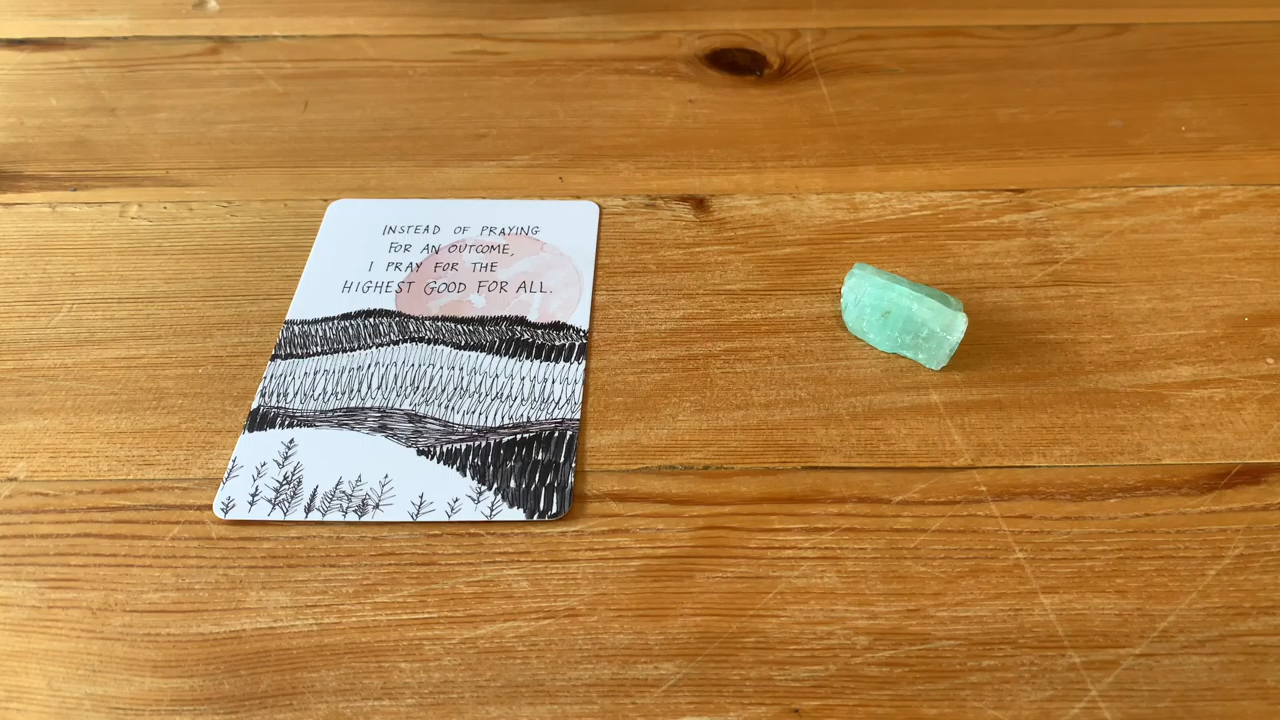 INSTEAD OF PRAYING
FOR AN OUTCOME,
I PRAY FOR THE
HIGHEST GOOD FOR ALL.